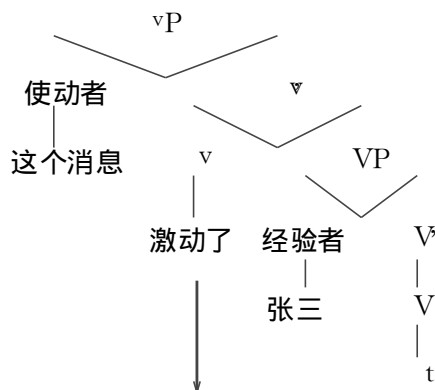 vP
使动者 v'
这个消息 v VP
激动了 经验者 V'
张三 V
t